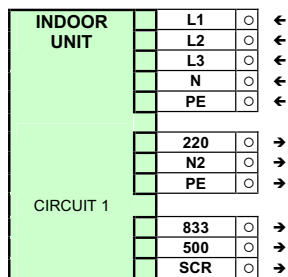 INDOOR
UNIT
L1 ←
L2 ←
L3 ←
N ←
PE ←
220 →
N2 →
PE →
CIRCUIT 1
833 →
500 →
SCR →